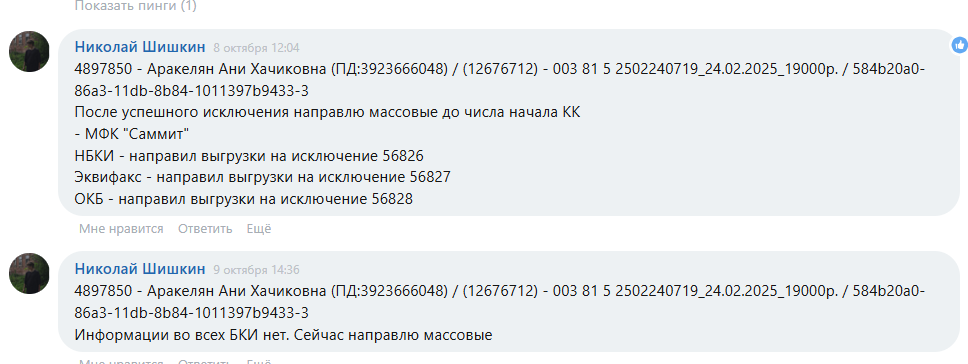 Показать пинги (1)
Николай Шишкин 8 октября 12:04
4897850 - Аракелян Ани Хачиковна (ПД:3923666048) / (12676712) - 003 81 5 2502240719_24.02.2025_19000р. / 584b20a0-
86a3-11db-8b84-1011397b9433-3
После успешного исключения направлю массовые до числа начала КК
- МФК "Саммит"
НБКИ - направил выгрузки на исключение 56826
Эквифакс - направил выгрузки на исключение 56827
ОКБ - направил выгрузки на исключение 56828
Мне нравится Ответить Ещё
Николай Шишкин 9 октября 14:36
4897850 - Аракелян Ани Хачиковна (ПД:3923666048) / (12676712) - 003 81 5 2502240719_24.02.2025_19000р. / 584b20a0-
86a3-11db-8b84-1011397b9433-3
Информации во всех БКИ нет. Сейчас направлю массовые
Мне нравится Ответить Ещё